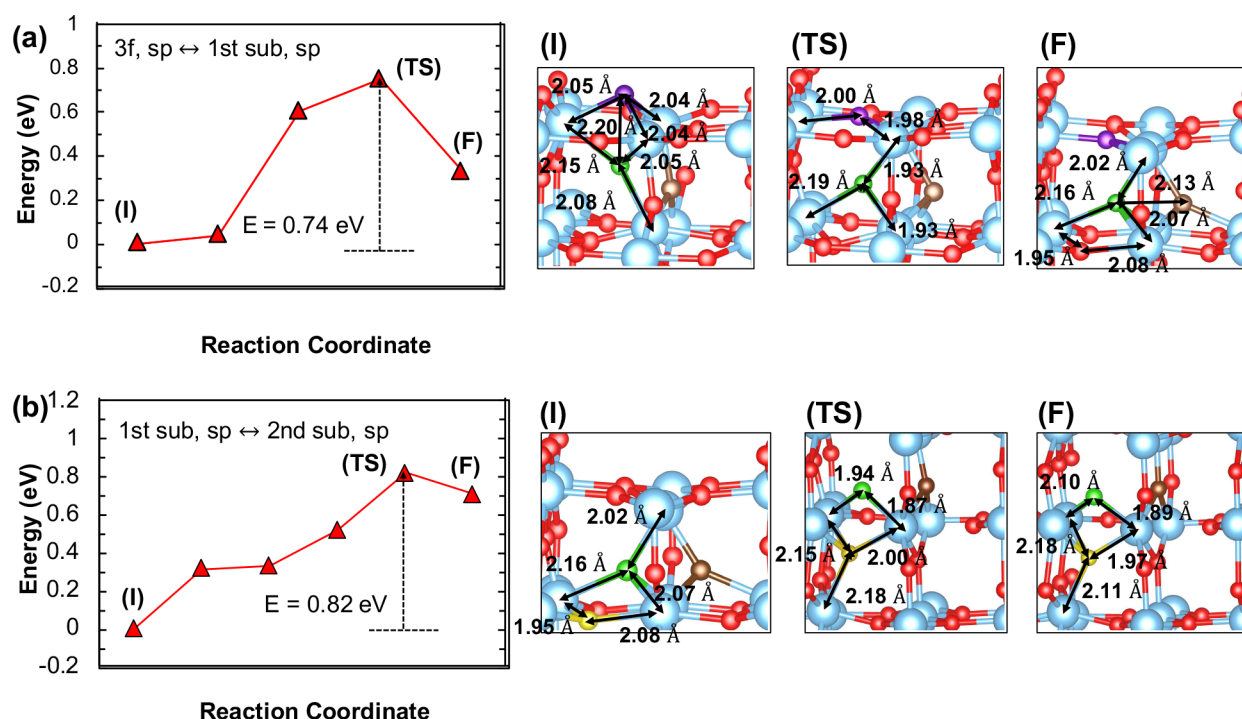 (a)
1
0.8
0.6
0.4
0.2
0
-0.2
Energy (eV)
3f, sp ↔ 1st sub, sp
(I)
(TS)
(F)
E = 0.74 eV
Reaction Coordinate
(I)
2.05 Å
2.04 Å
2.20 Å
2.04 Å
2.15 Å
2.05 Å
2.08 Å
(TS)
2.00 Å
1.98 Å
1.93 Å
2.19 Å
1.93 Å
(F)
2.02 Å
2.16 Å
2.13 Å
2.07 Å
1.95 Å
2.08 Å
(b)
1.2
1
0.8
0.6
0.4
0.2
0
-0.2
Energy (eV)
1st sub, sp ↔ 2nd sub, sp
(I)
(TS)
(F)
E = 0.82 eV
Reaction Coordinate
(I)
2.02 Å
2.16 Å
2.07 Å
1.95 Å
2.08 Å
(TS)
1.94 Å
1.87 Å
2.15 Å
2.00 Å
2.18 Å
(F)
2.10 Å
1.89 Å
2.18 Å
1.97 Å
2.11 Å